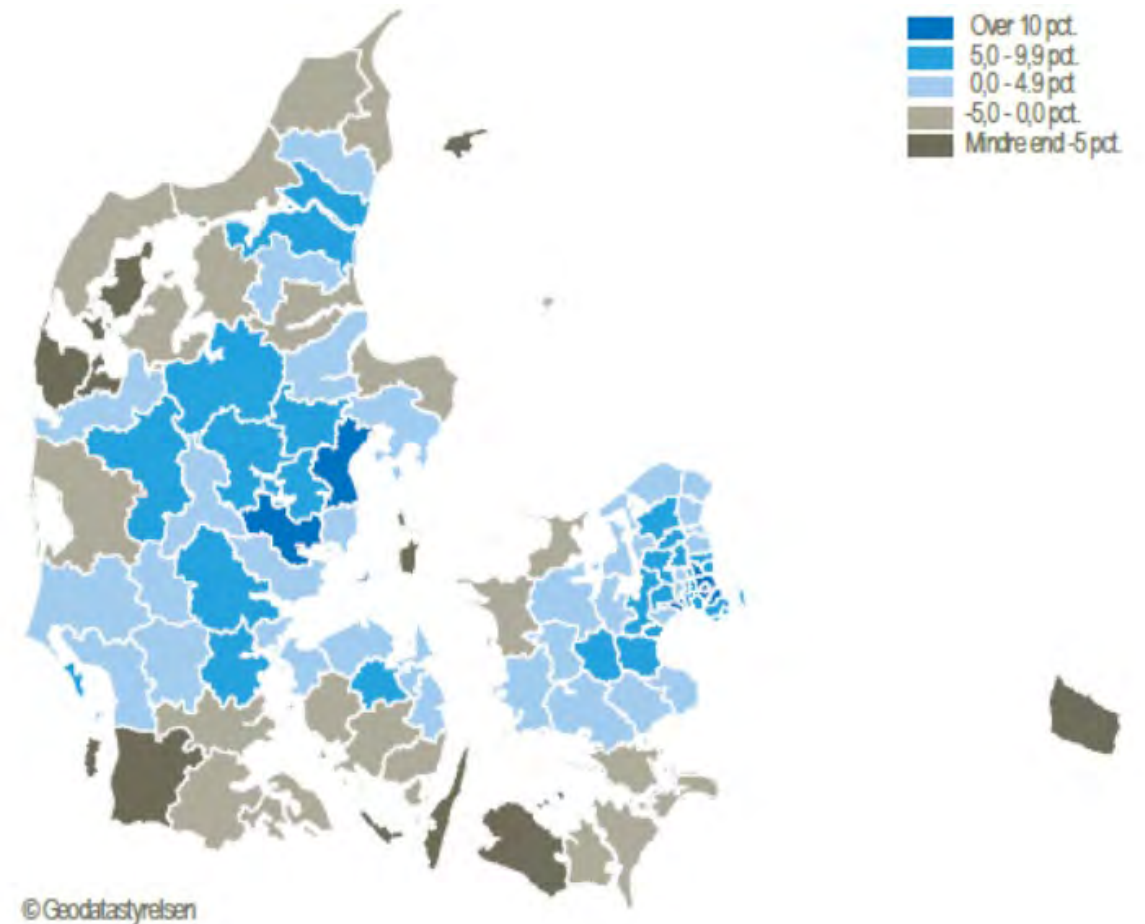 Over 10 pct.
5,0 - 9,9 pct.
0,0 - 4.9 pct
-5,0 - 0,0 pct.
Mindre end -5 pct.
© Geodatastyrelsen